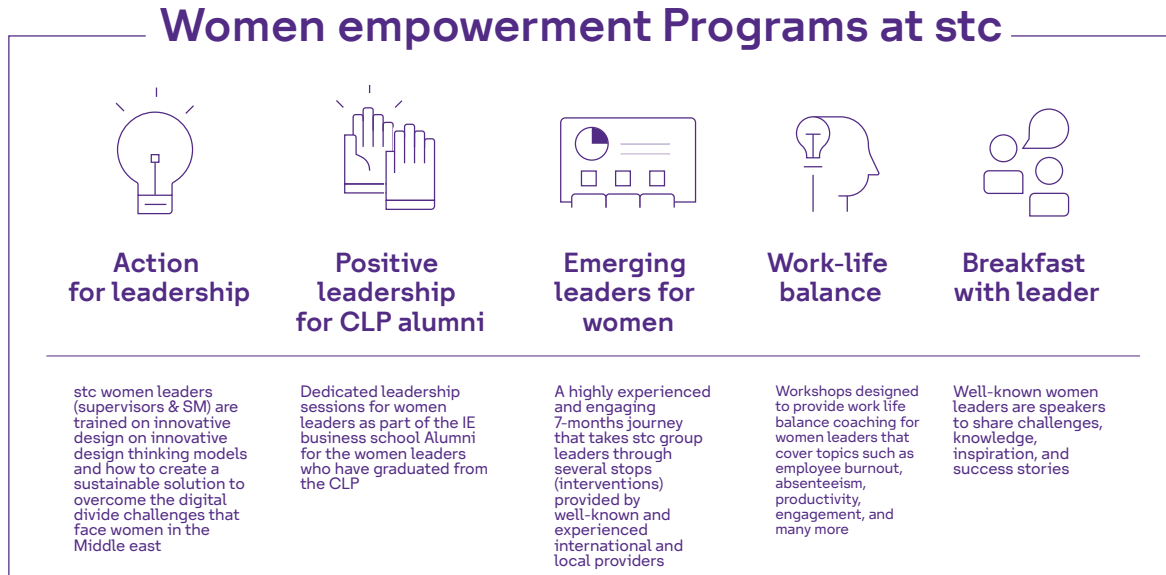 Women empowerment Programs at stc
Action
for leadership
stc women leaders
(supervisors & SM) are
trained on innovative
design on innovative
design thinking models
and how to create a
sustainable solution to
overcome the digital
divide challenges that
face women in the
Middle east
Positive
leadership
for CLP alumni
Dedicated leadership
sessions for women
leaders as part of the IE
business school Alumni
for the women leaders
who have graduated from
the CLP
Emerging
leaders for
women
A highly experienced
and engaging
7-months journey
that takes stc group
leaders through
several stops
(interventions)
provided by
well-known and
experienced
international and
local providers
Work-life
balance
Workshops designed
to provide work life
balance coaching for
women leaders that
cover topics such as
employee burnout,
absenteeism,
productivity,
engagement, and
many more
Breakfast
with leader
Well-known women
leaders are speakers
to share challenges,
knowledge,
inspiration, and
success stories